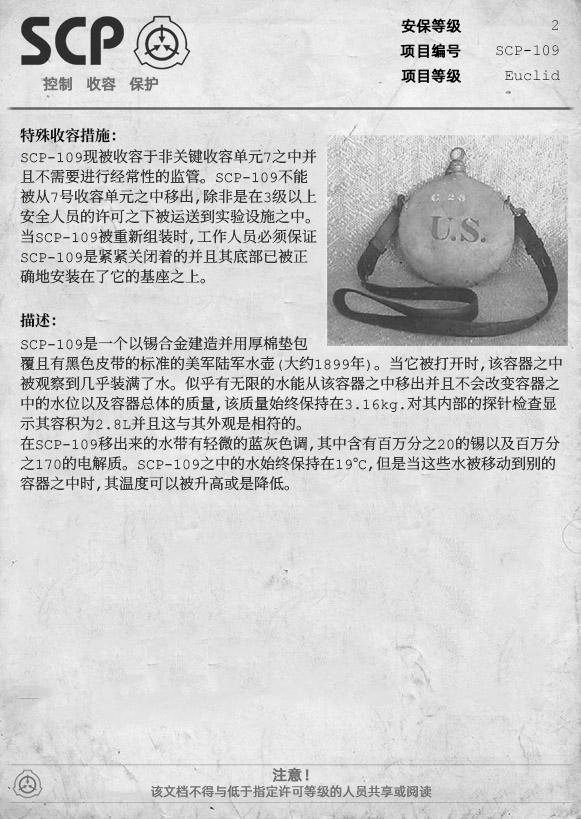 SCP
控制 收容 保护
安保等级 2
项目编号 SCP-109
项目等级 Euclid
特殊收容措施:
SCP-109现被收容于非关键收容单元7之中并
且不需要进行经常性的监管。SCP-109不能
被从7号收容单元之中移出,除非是在3级以上
安全人员的许可之下被运送到实验设施之中。
当SCP-109被重新组装时,工作人员必须保证
SCP-109是紧紧关闭着的并且其底部已被正
确地安装在了它的基座之上。
C 20
U.S.
描述:
SCP-109是一个以锡合金建造并用厚棉垫包
覆且有黑色皮带的标准的美军陆军水壶(大约1899年)。当它被打开时,该容器之中
被观察到几乎装满了水。似乎有无限的水能从该容器之中移出并且不会改变容器之
中的水位以及容器总体的质量,该质量始终保持在3.16kg.对其内部的探针检查显
示其容积为2.8L并且这与其外观是相符的。
在SCP-109移出来的水带有轻微的蓝灰色调,其中含有百万分之20的锡以及百万分
之170的电解质。SCP-109之中的水始终保持在19℃,但是当这些水被移动到别的
容器之中时,其温度可以被升高或是降低。
注意!
该文档不得与低于指定许可等级的人员共享或阅读